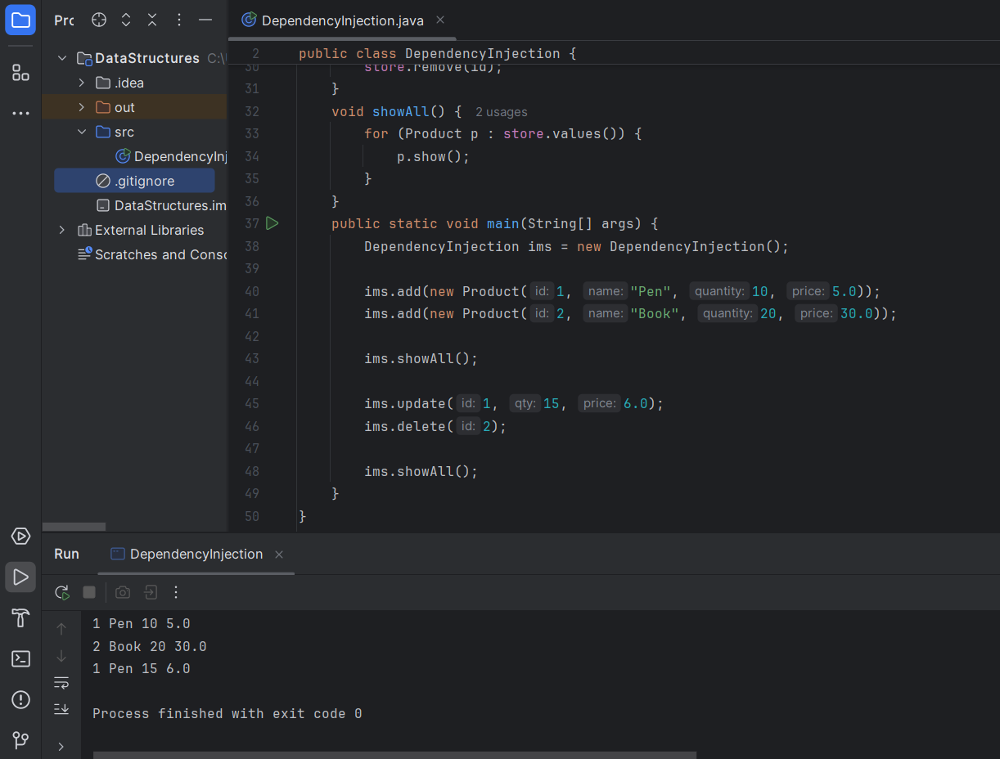 Prc
DependencyInjection.java
DataStructures C:\
.idea
out
src
DependencyInj
.gitignore
DataStructures.im
External Libraries
Scratches and Consc
2 public class DependencyInjection {
30 store.remove(id);
31 }
32 void showAll() { 2 usages
33 for (Product p : store.values()) {
34 p.show();
35 }
36 }
37 public static void main(String[] args) {
38 DependencyInjection ims = new DependencyInjection();
39
40 ims.add(new Product( id: 1, name: "Pen", quantity: 10, price: 5.0));
41 ims.add(new Product( id: 2, name: "Book", quantity: 20, price: 30.0));
42
43 ims.showAll();
44
45 ims.update( id: 1, qty: 15, price: 6.0);
46 ims.delete( id: 2);
47
48 ims.showAll();
49 }
50 }
Run DependencyInjection
1 Pen 10 5.0
2 Book 20 30.0
1 Pen 15 6.0
Process finished with exit code 0